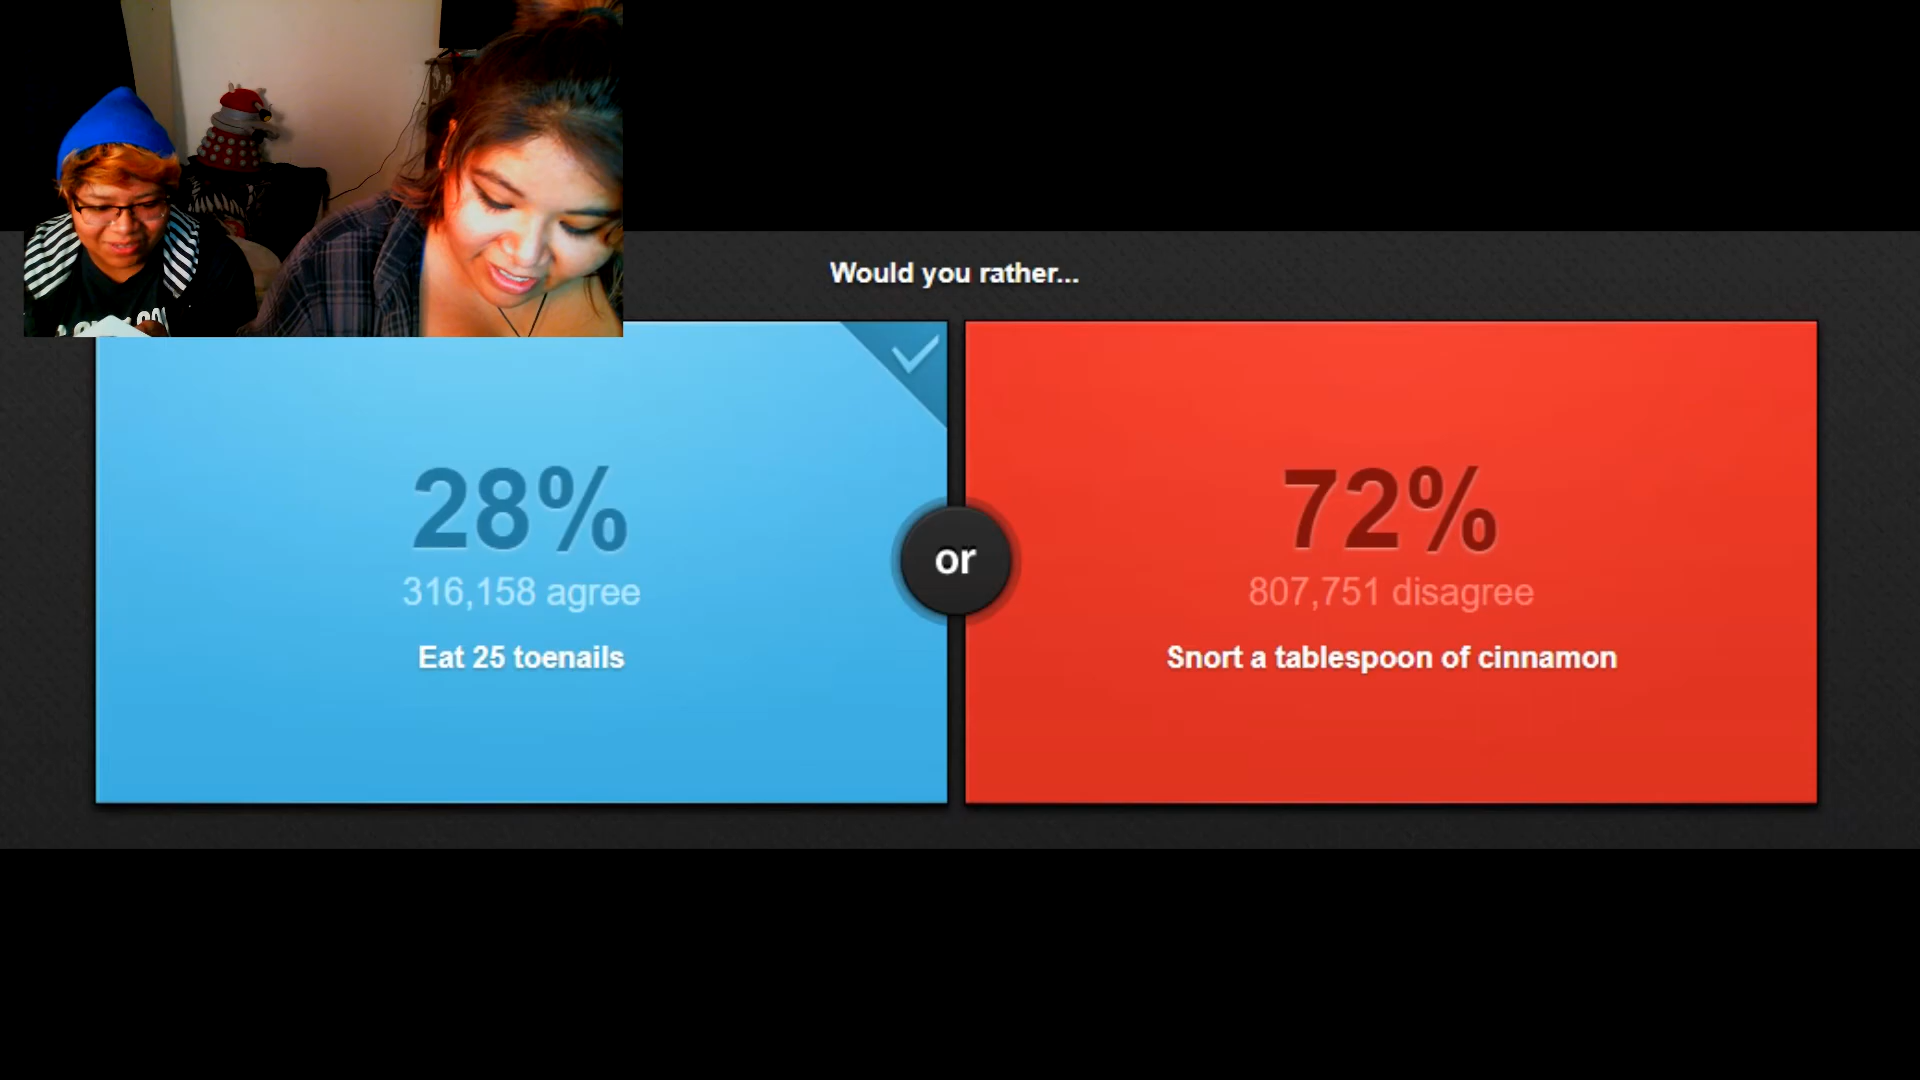 Would you rather...
28%
316,158 agree
Eat 25 toenails
or
72%
807,751 disagree
Snort a tablespoon of cinnamon